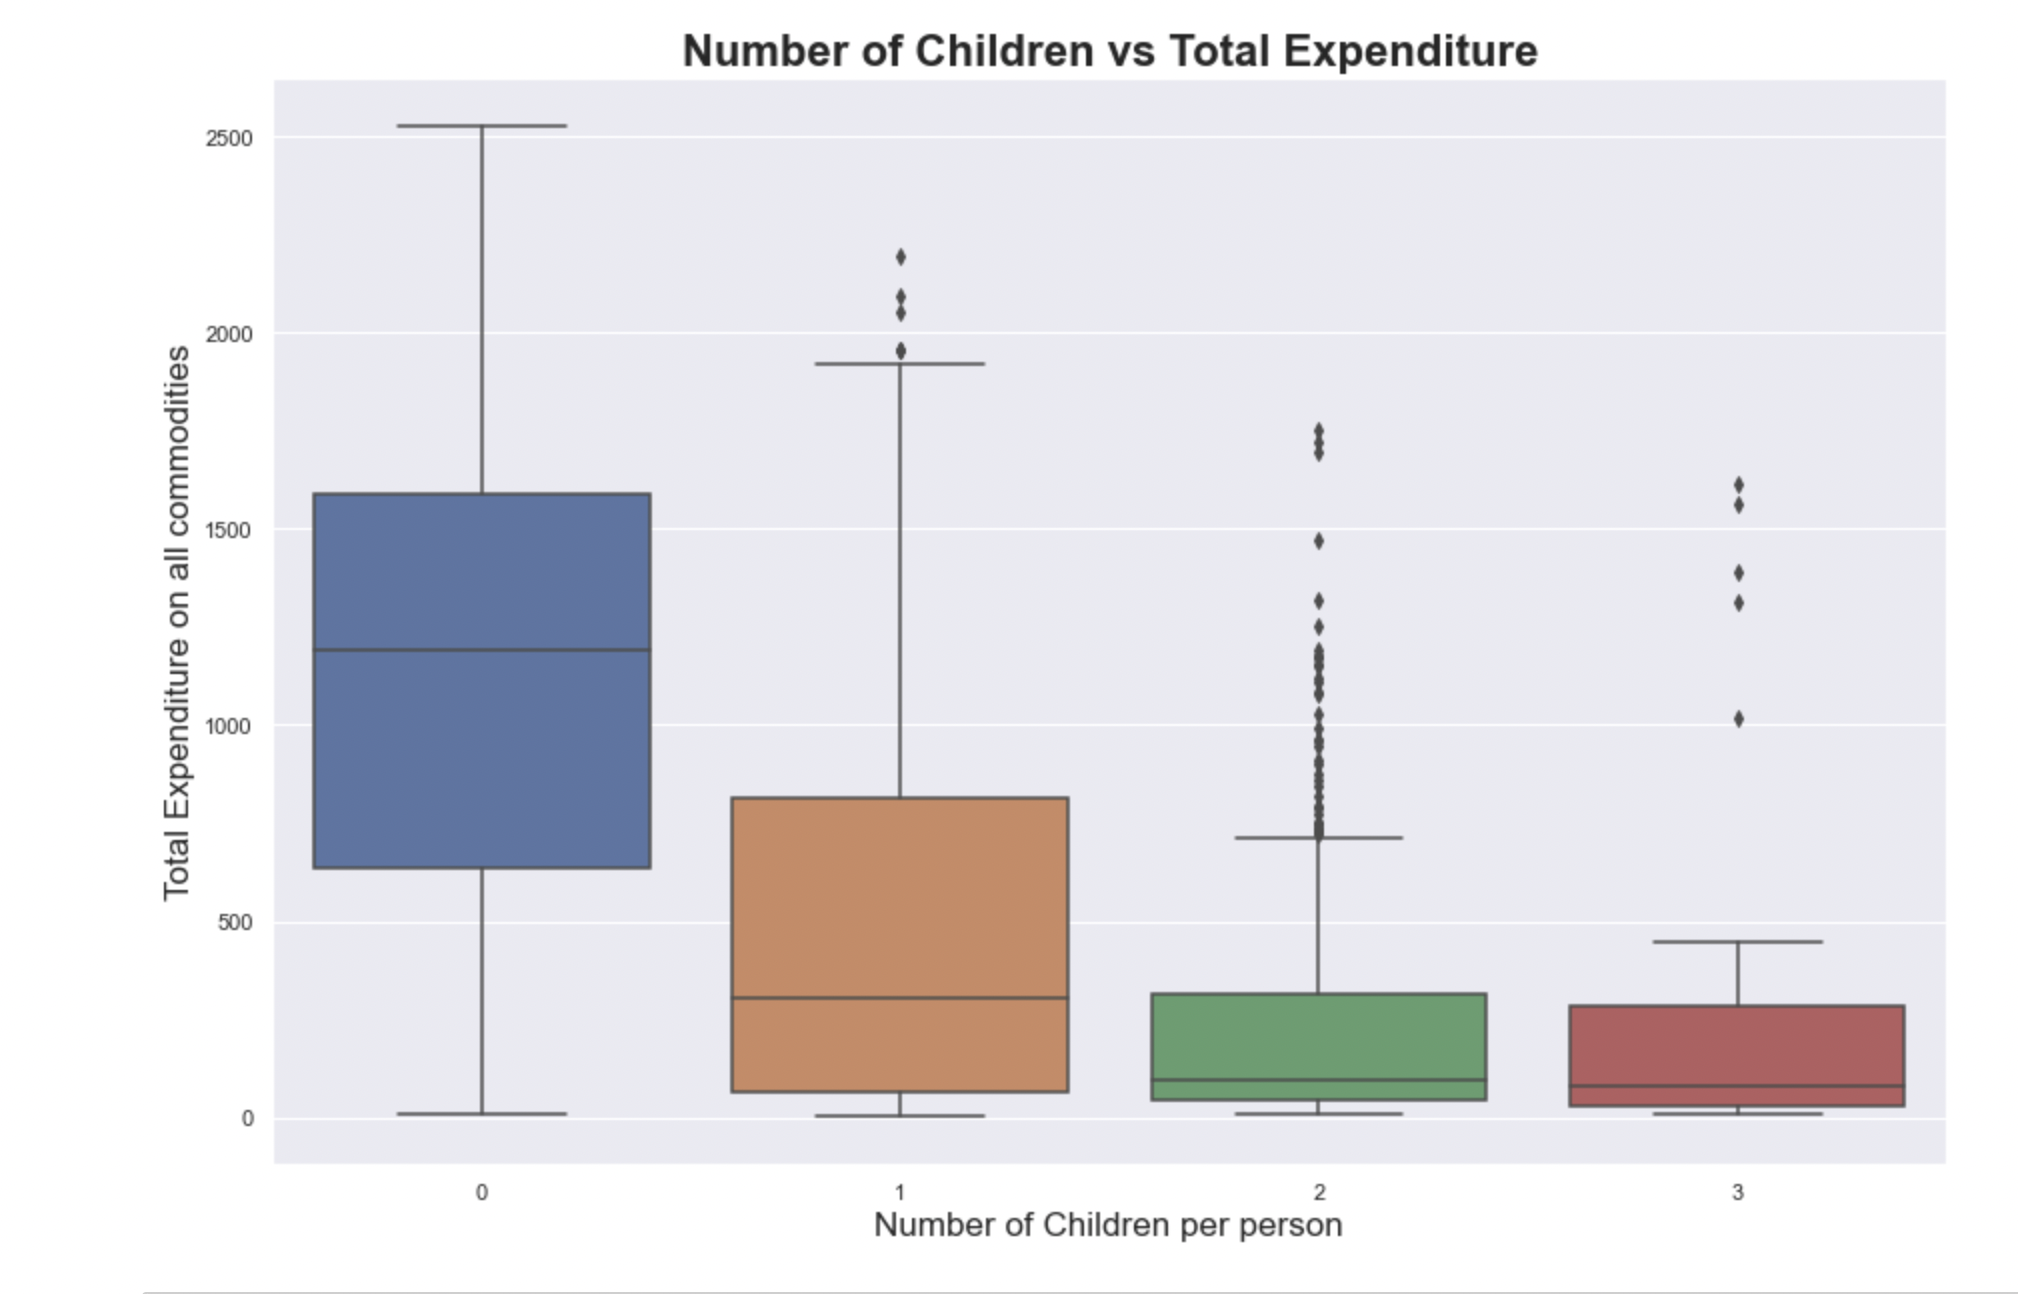 Number of Children vs Total Expenditure
Total Expenditure on all commodities
2500
2000
1500
1000
500
0
0 1 2 3
Number of Children per person